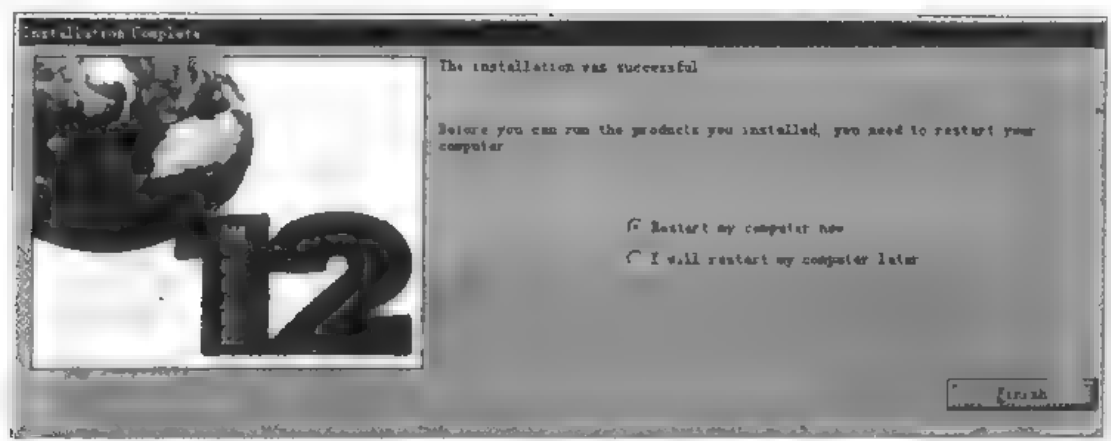 Installation Complete
The installation was successful
Before you can run the products you installed, you need to restart your
computer
12
Restart my computer now
I will restart my computer later
Finish